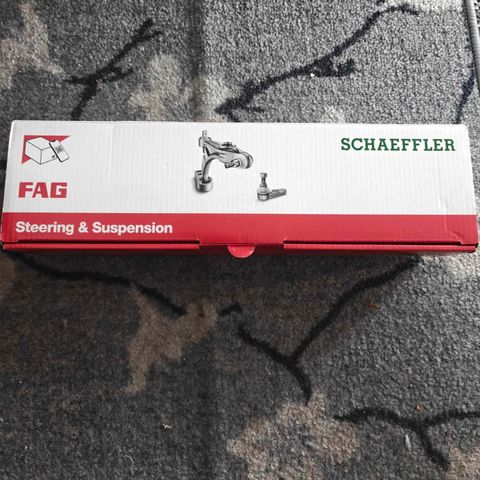 SCHAEFFLER
FAG
Steering & Suspension